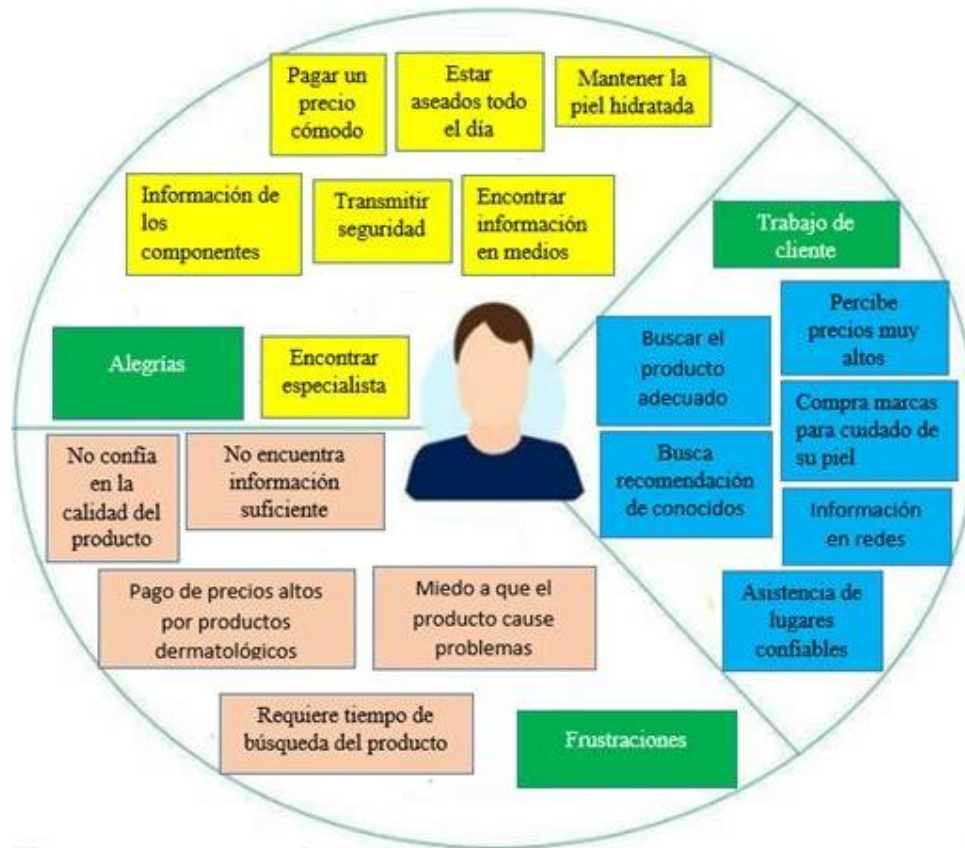 Pagar un
precio
cómodo
Estar
aseados todo
el día
Mantener la
piel hidratada
Información de
los
componentes
Transmitir
seguridad
Encontrar
información
en medios
Alegrías
Encontrar
especialista
Trabajo de
cliente
Buscar el
producto
adecuado
Percibe
precios muy
altos
Compra marcas
para cuidado de
su piel
Busca
recomendación
de conocidos
Información
en redes
Asistencia de
lugares
confiables
No confía
en la
calidad del
producto
No encuentra
información
suficiente
Pago de precios altos
por productos
dermatológicos
Miedo a que el
producto cause
problemas
Requiere tiempo de
búsqueda del producto
Frustraciones